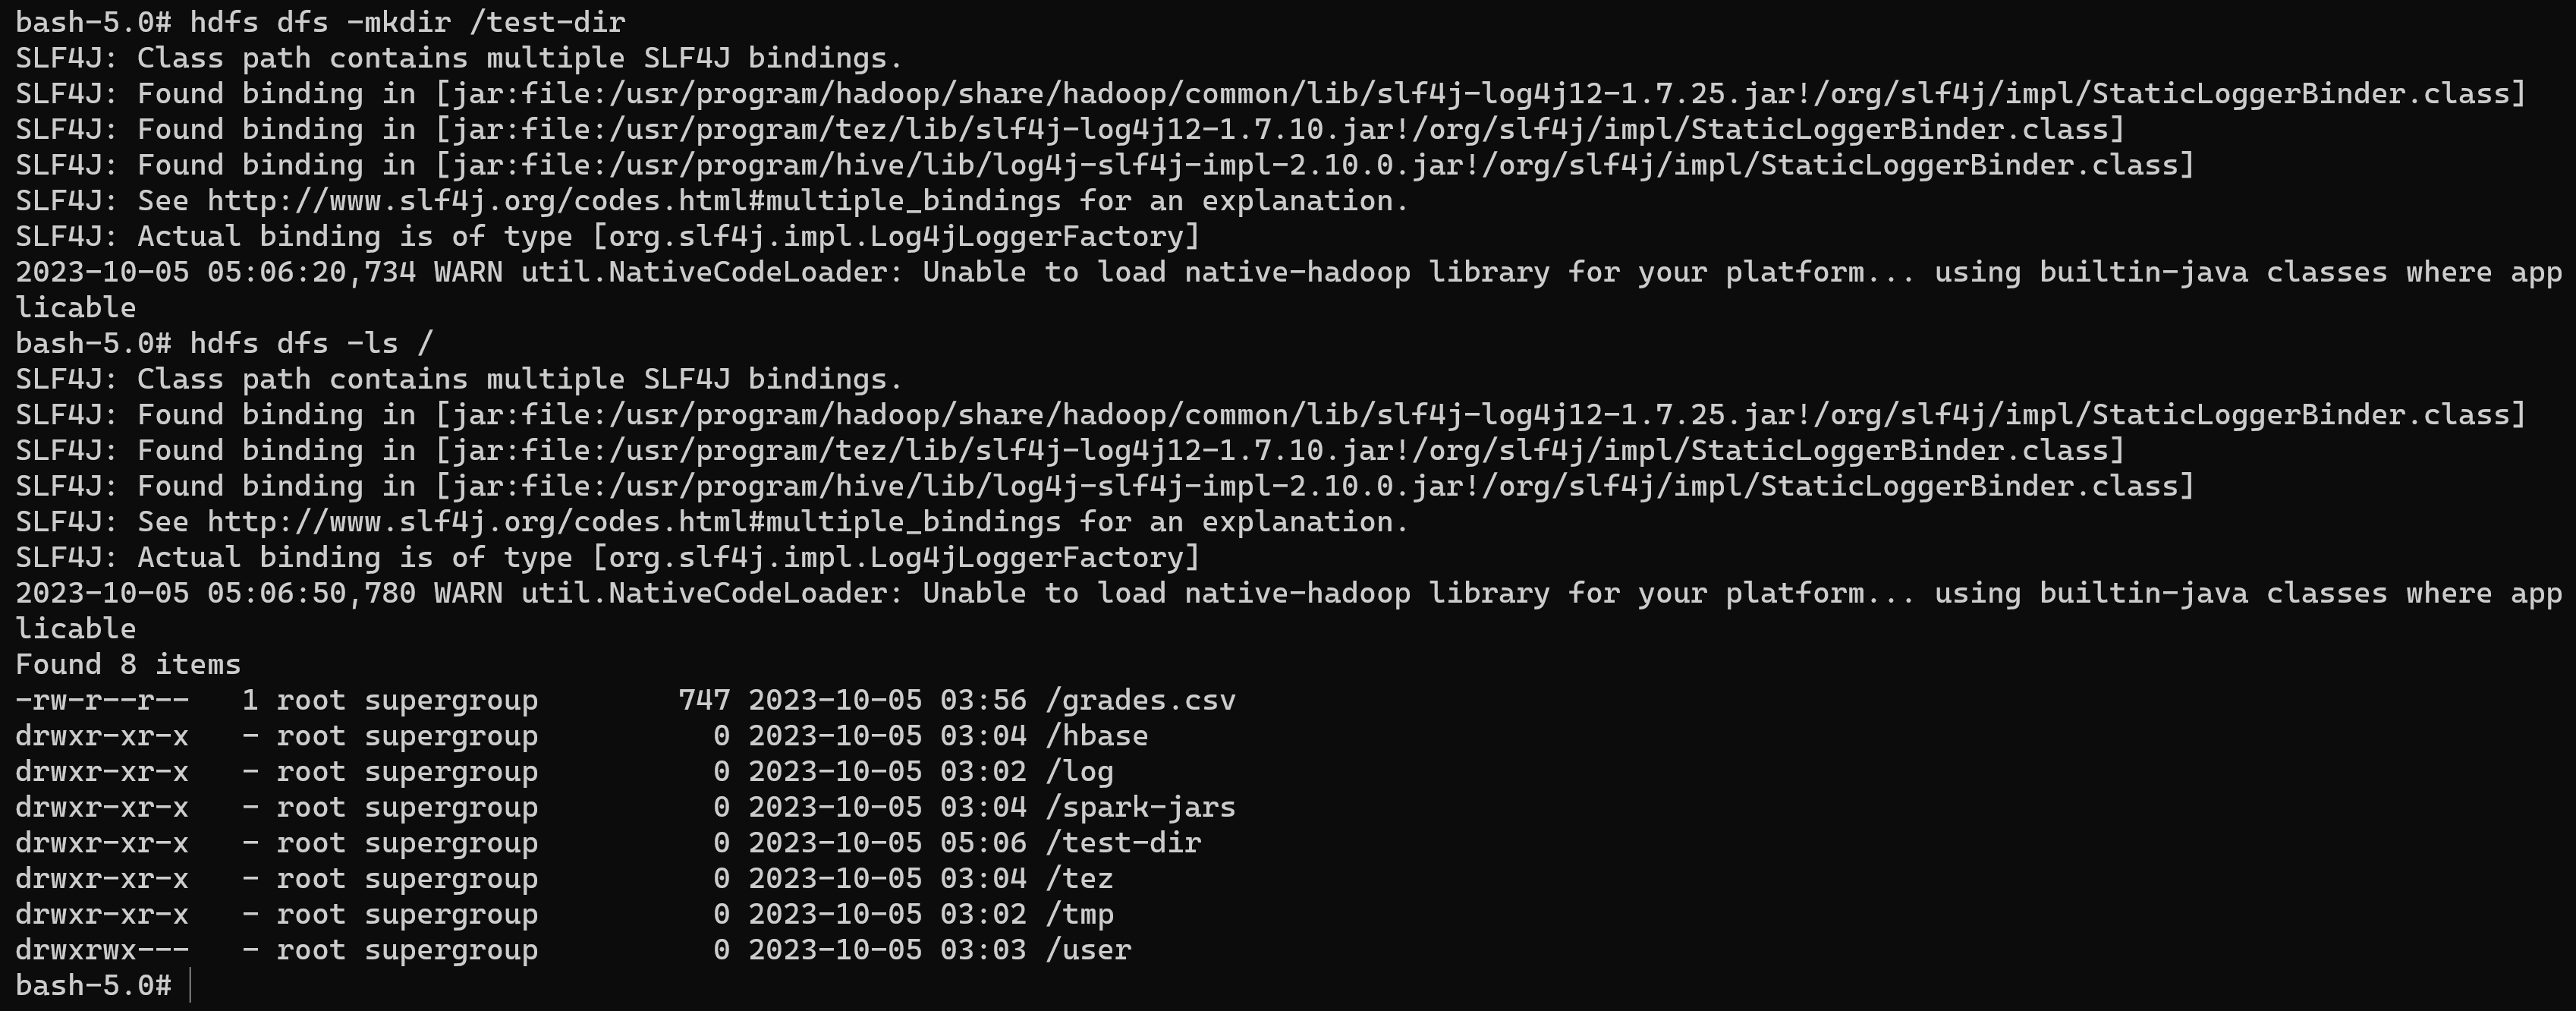 bash-5.0# hdfs dfs -mkdir /test-dir
SLF4J: Class path contains multiple SLF4J bindings.
SLF4J: Found binding in [jar:file:/usr/program/hadoop/share/hadoop/common/lib/slf4j-log4j12-1.7.25.jar!/org/slf4j/impl/StaticLoggerBinder.class]
SLF4J: Found binding in [jar:file:/usr/program/tez/lib/slf4j-log4j12-1.7.10.jar!/org/slf4j/impl/StaticLoggerBinder.class]
SLF4J: Found binding in [jar:file:/usr/program/hive/lib/log4j-slf4j-impl-2.10.0.jar!/org/slf4j/impl/StaticLoggerBinder.class]
SLF4J: See http://www.slf4j.org/codes.html#multiple_bindings for an explanation.
SLF4J: Actual binding is of type [org.slf4j.impl.Log4jLoggerFactory]
2023-10-05 05:06:20,734 WARN util.NativeCodeLoader: Unable to load native-hadoop library for your platform... using builtin-java classes where app
licable
bash-5.0# hdfs dfs -ls /
SLF4J: Class path contains multiple SLF4J bindings.
SLF4J: Found binding in [jar:file:/usr/program/hadoop/share/hadoop/common/lib/slf4j-log4j12-1.7.25.jar!/org/slf4j/impl/StaticLoggerBinder.class]
SLF4J: Found binding in [jar:file:/usr/program/tez/lib/slf4j-log4j12-1.7.10.jar!/org/slf4j/impl/StaticLoggerBinder.class]
SLF4J: Found binding in [jar:file:/usr/program/hive/lib/log4j-slf4j-impl-2.10.0.jar!/org/slf4j/impl/StaticLoggerBinder.class]
SLF4J: See http://www.slf4j.org/codes.html#multiple_bindings for an explanation.
SLF4J: Actual binding is of type [org.slf4j.impl.Log4jLoggerFactory]
2023-10-05 05:06:50,780 WARN util.NativeCodeLoader: Unable to load native-hadoop library for your platform... using builtin-java classes where app
licable
Found 8 items
-rw-r--r--   1 root supergroup        747 2023-10-05 03:56 /grades.csv
drwxr-xr-x   - root supergroup          0 2023-10-05 03:04 /hbase
drwxr-xr-x   - root supergroup          0 2023-10-05 03:02 /log
drwxr-xr-x   - root supergroup          0 2023-10-05 03:04 /spark-jars
drwxr-xr-x   - root supergroup          0 2023-10-05 05:06 /test-dir
drwxr-xr-x   - root supergroup          0 2023-10-05 03:04 /tez
drwxr-xr-x   - root supergroup          0 2023-10-05 03:02 /tmp
drwxrwx---   - root supergroup          0 2023-10-05 03:03 /user
bash-5.0#